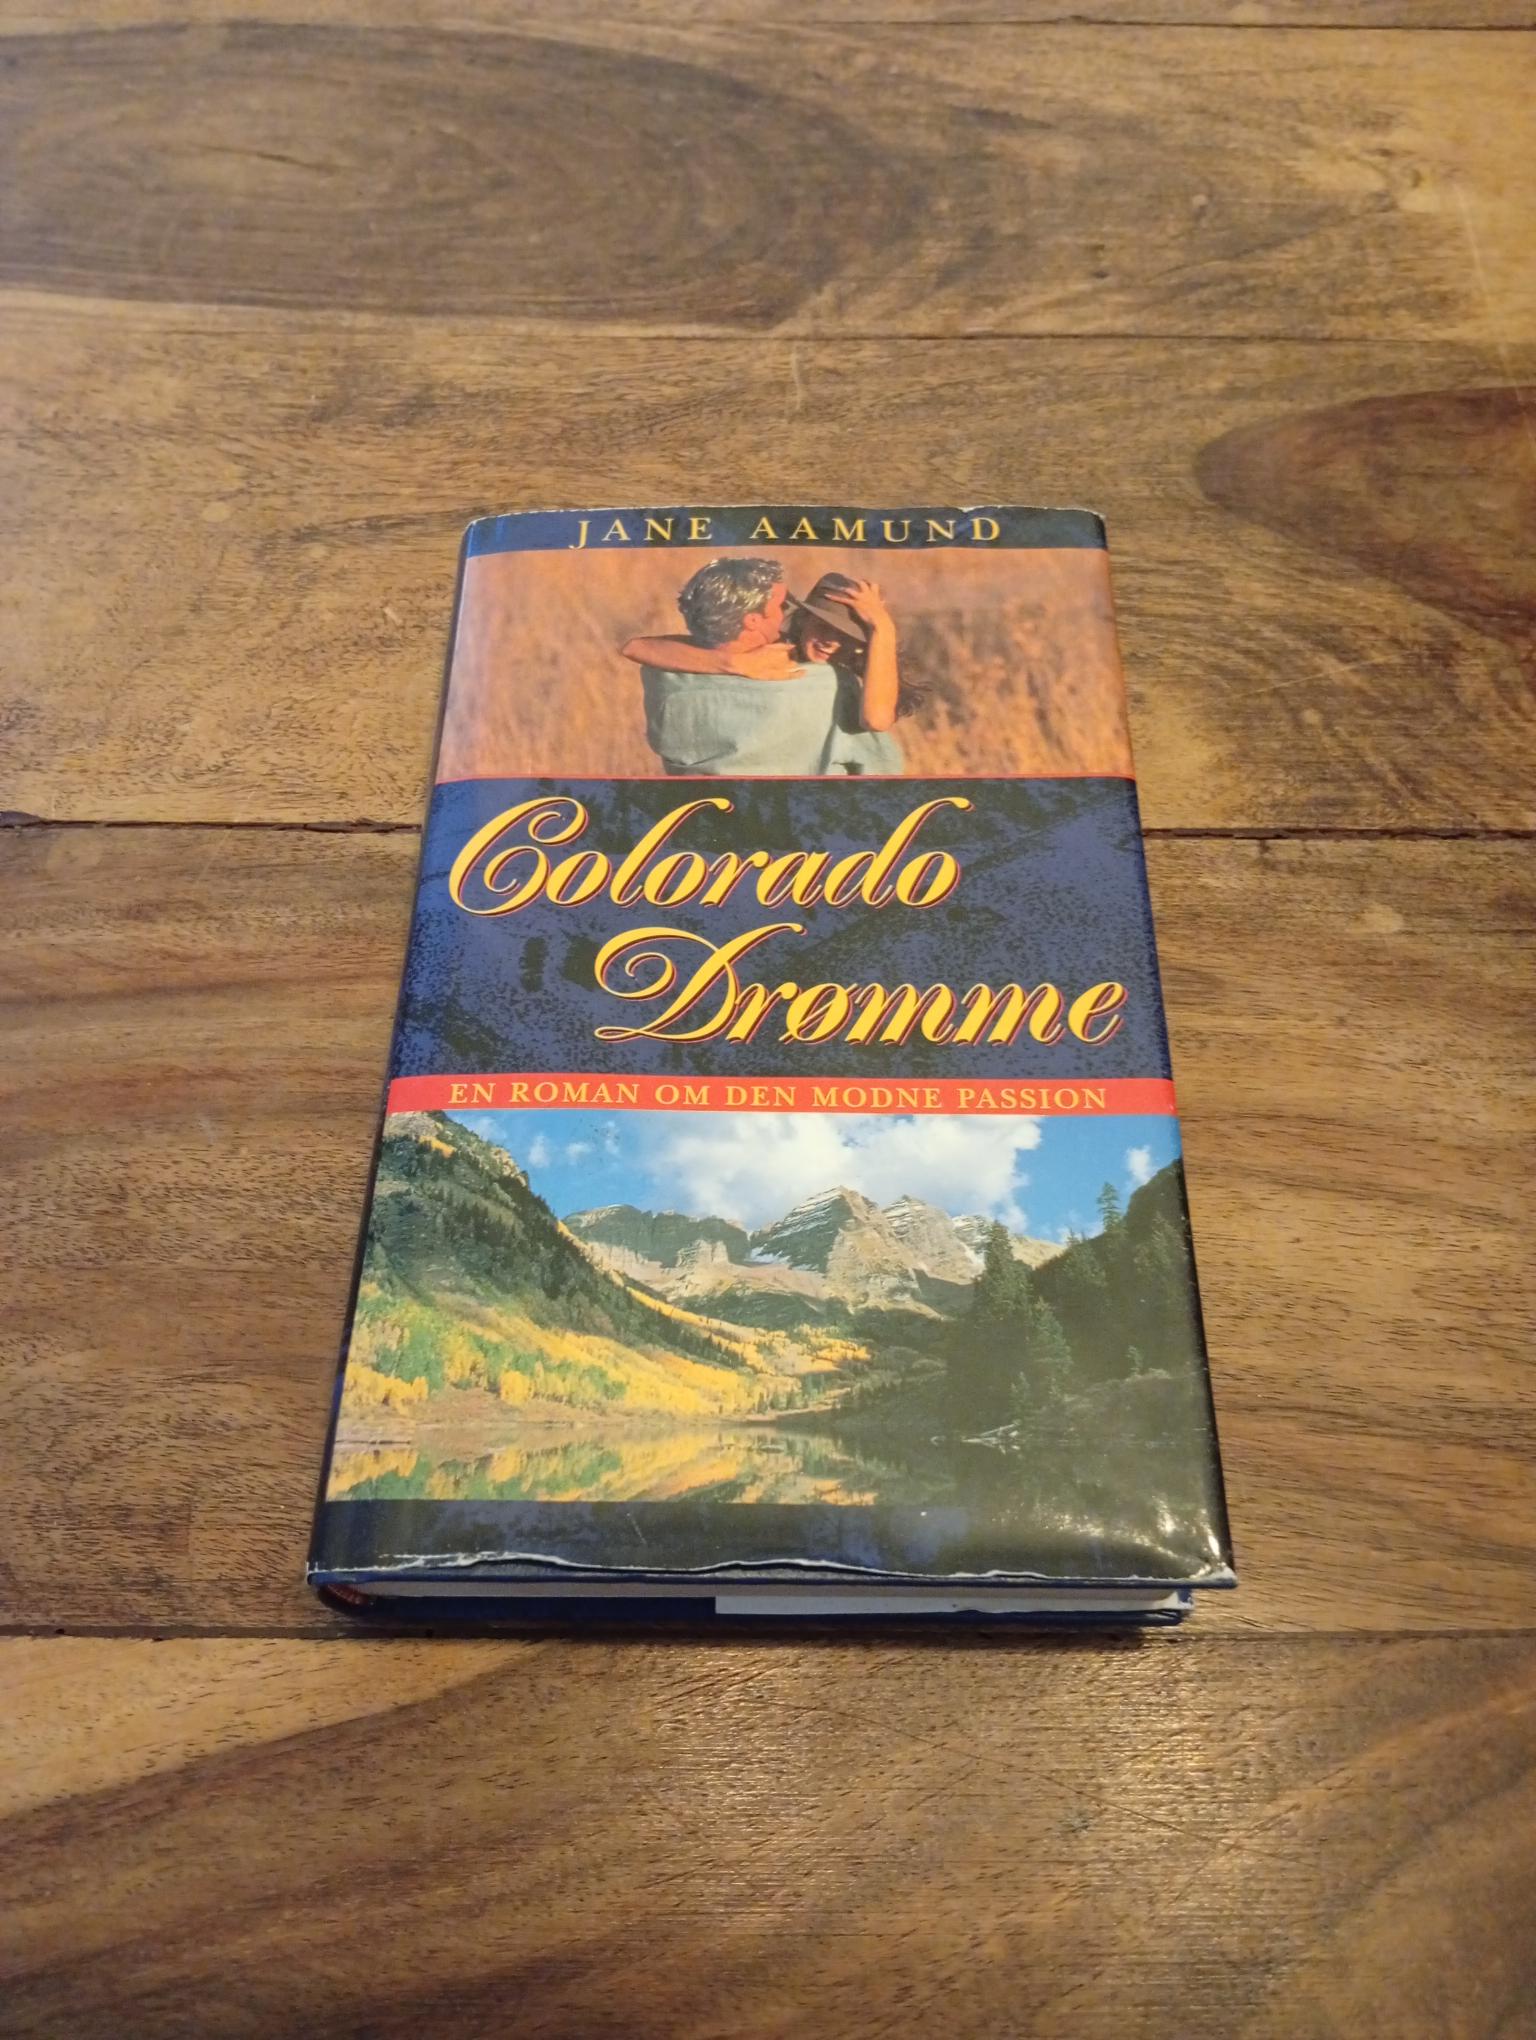 JANE AAMUND
Colorado
Drømme
EN ROMAN OM DEN MODNE PASSION